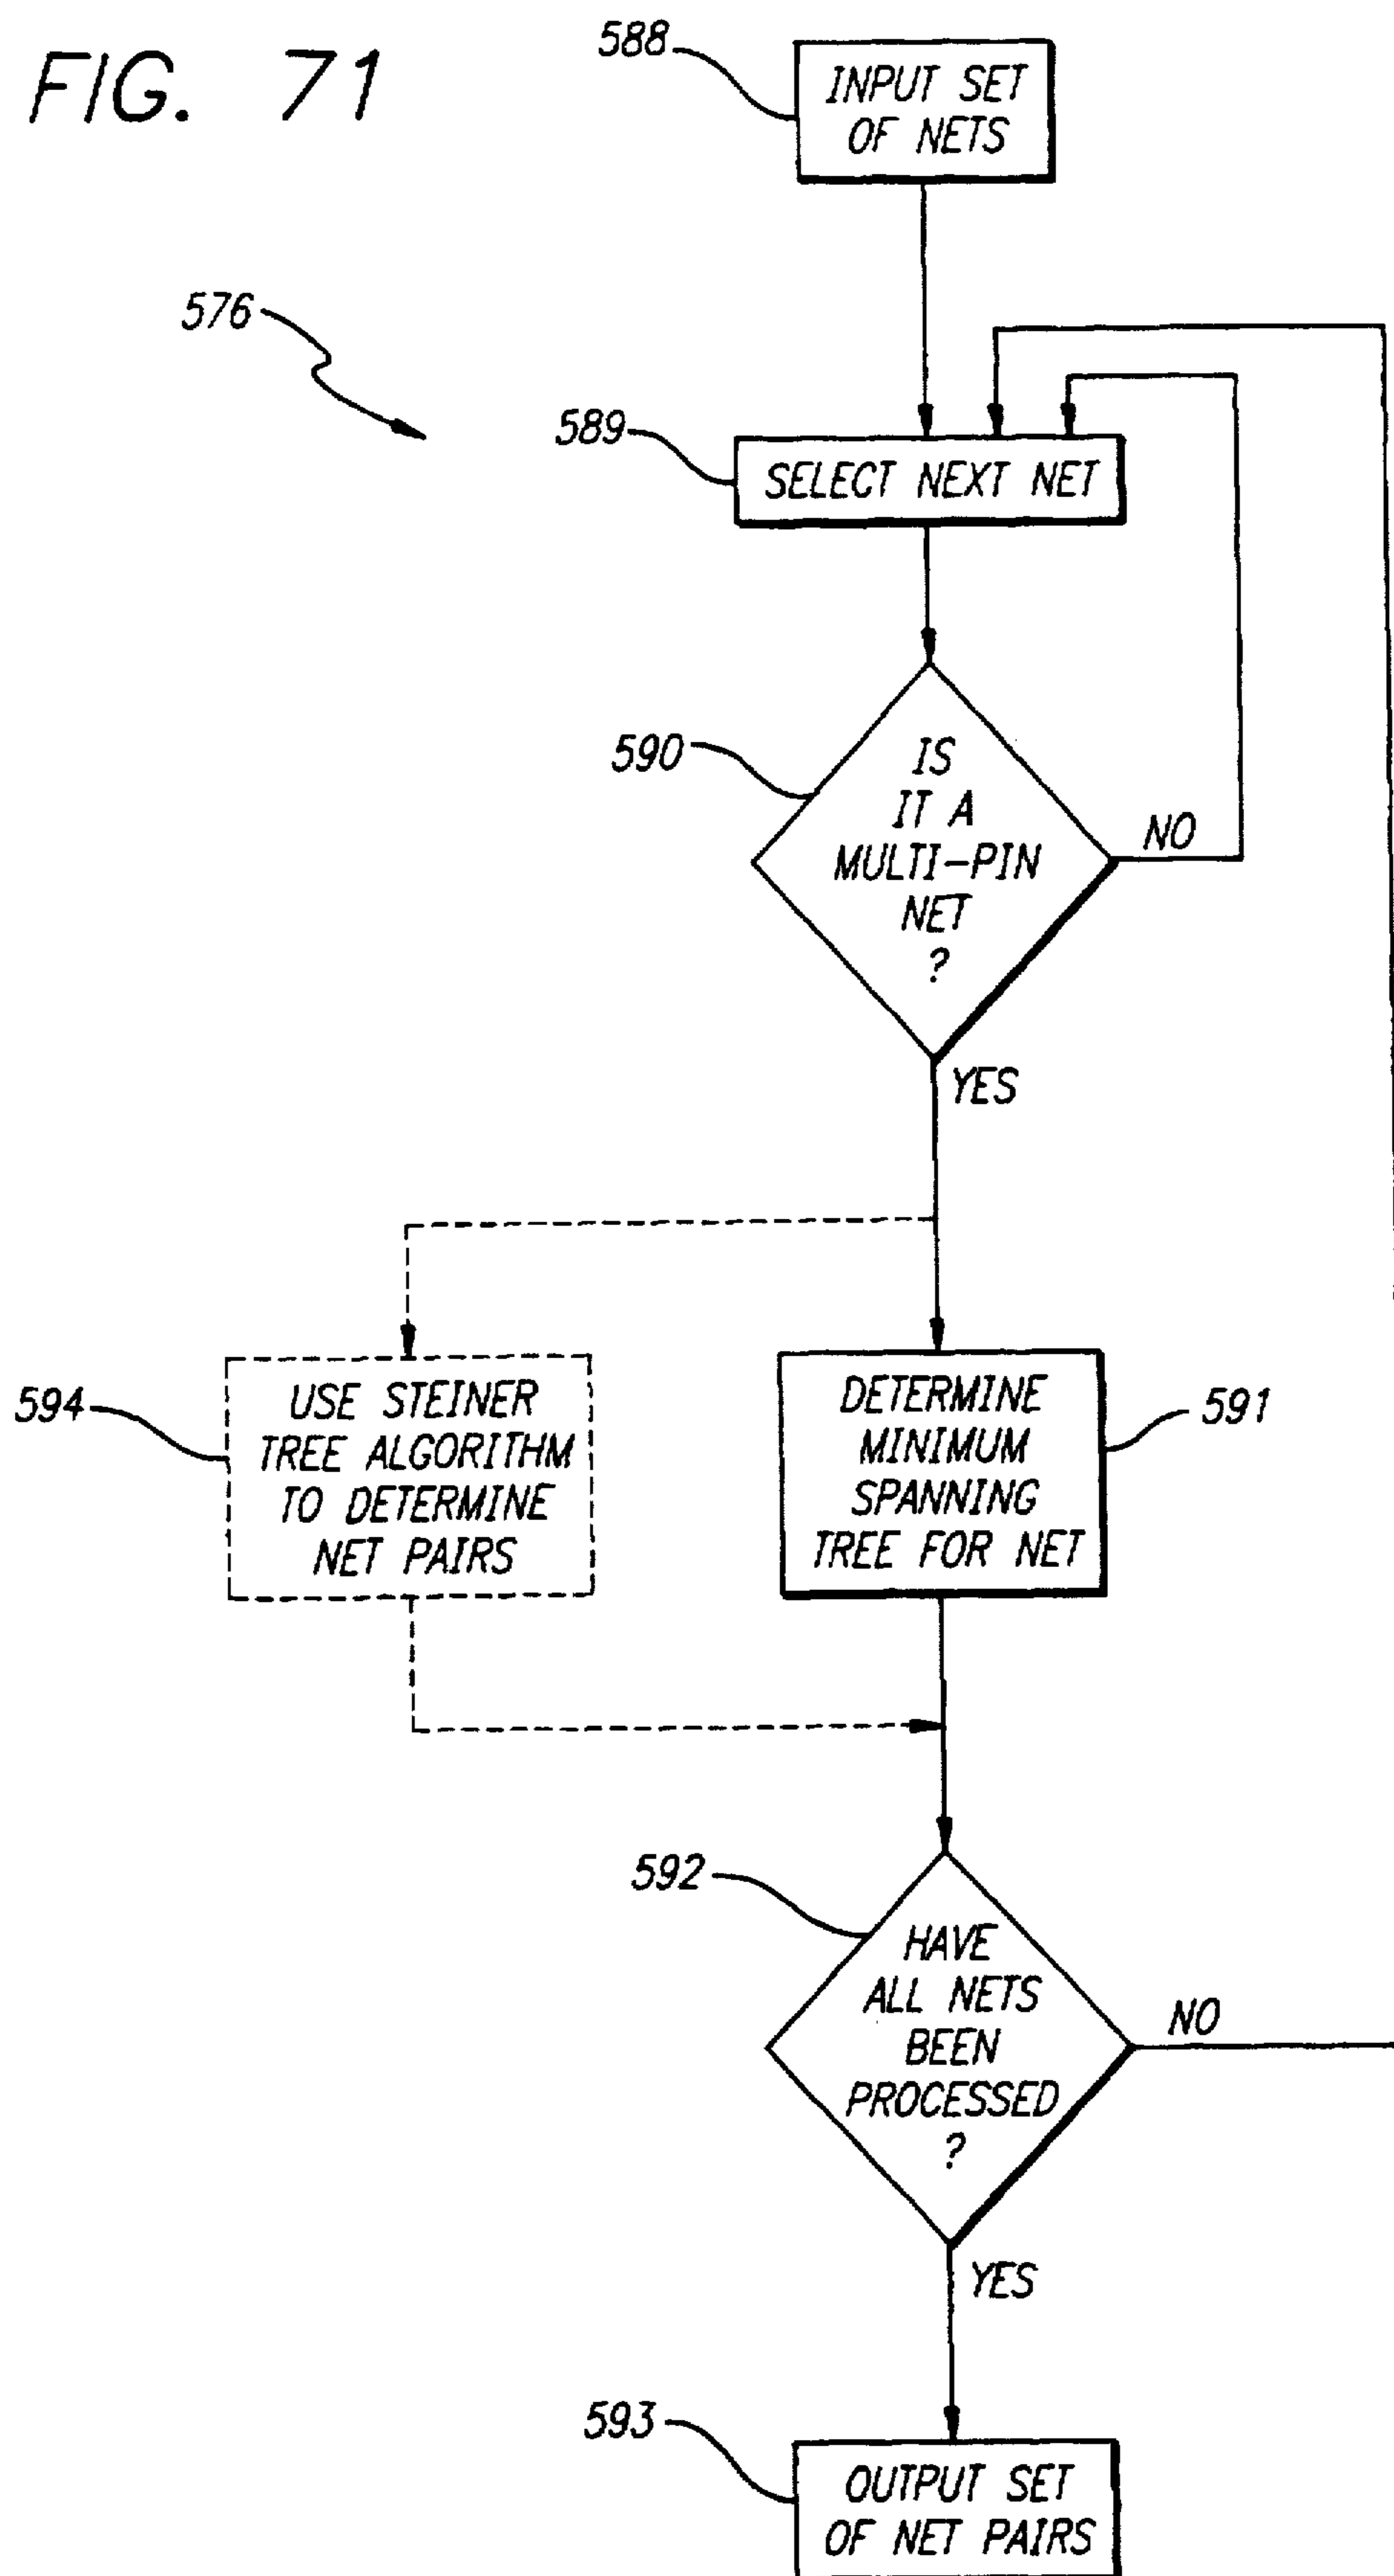 FIG. 71
588
INPUT SET
OF NETS
576
589
SELECT NEXT NET
590
IS
IT A
MULTI-PIN
NET
?
NO
YES
594
USE STEINER
TREE ALGORITHM
TO DETERMINE
NET PAIRS
DETERMINE
MINIMUM
SPANNING
TREE FOR NET
591
592
HAVE
ALL NETS
BEEN
PROCESSED
?
NO
YES
593
OUTPUT SET
OF NET PAIRS